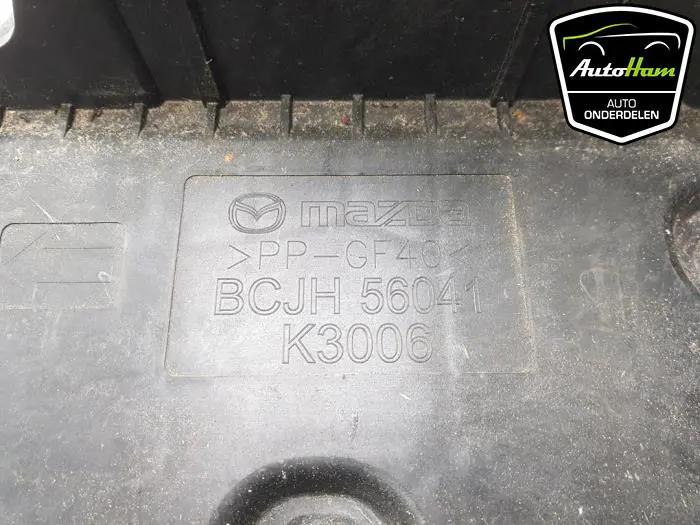 AutoHam
AUTO
ONDERDELEN
mazda
>PP-GF40<
BCJH 56041
K3006